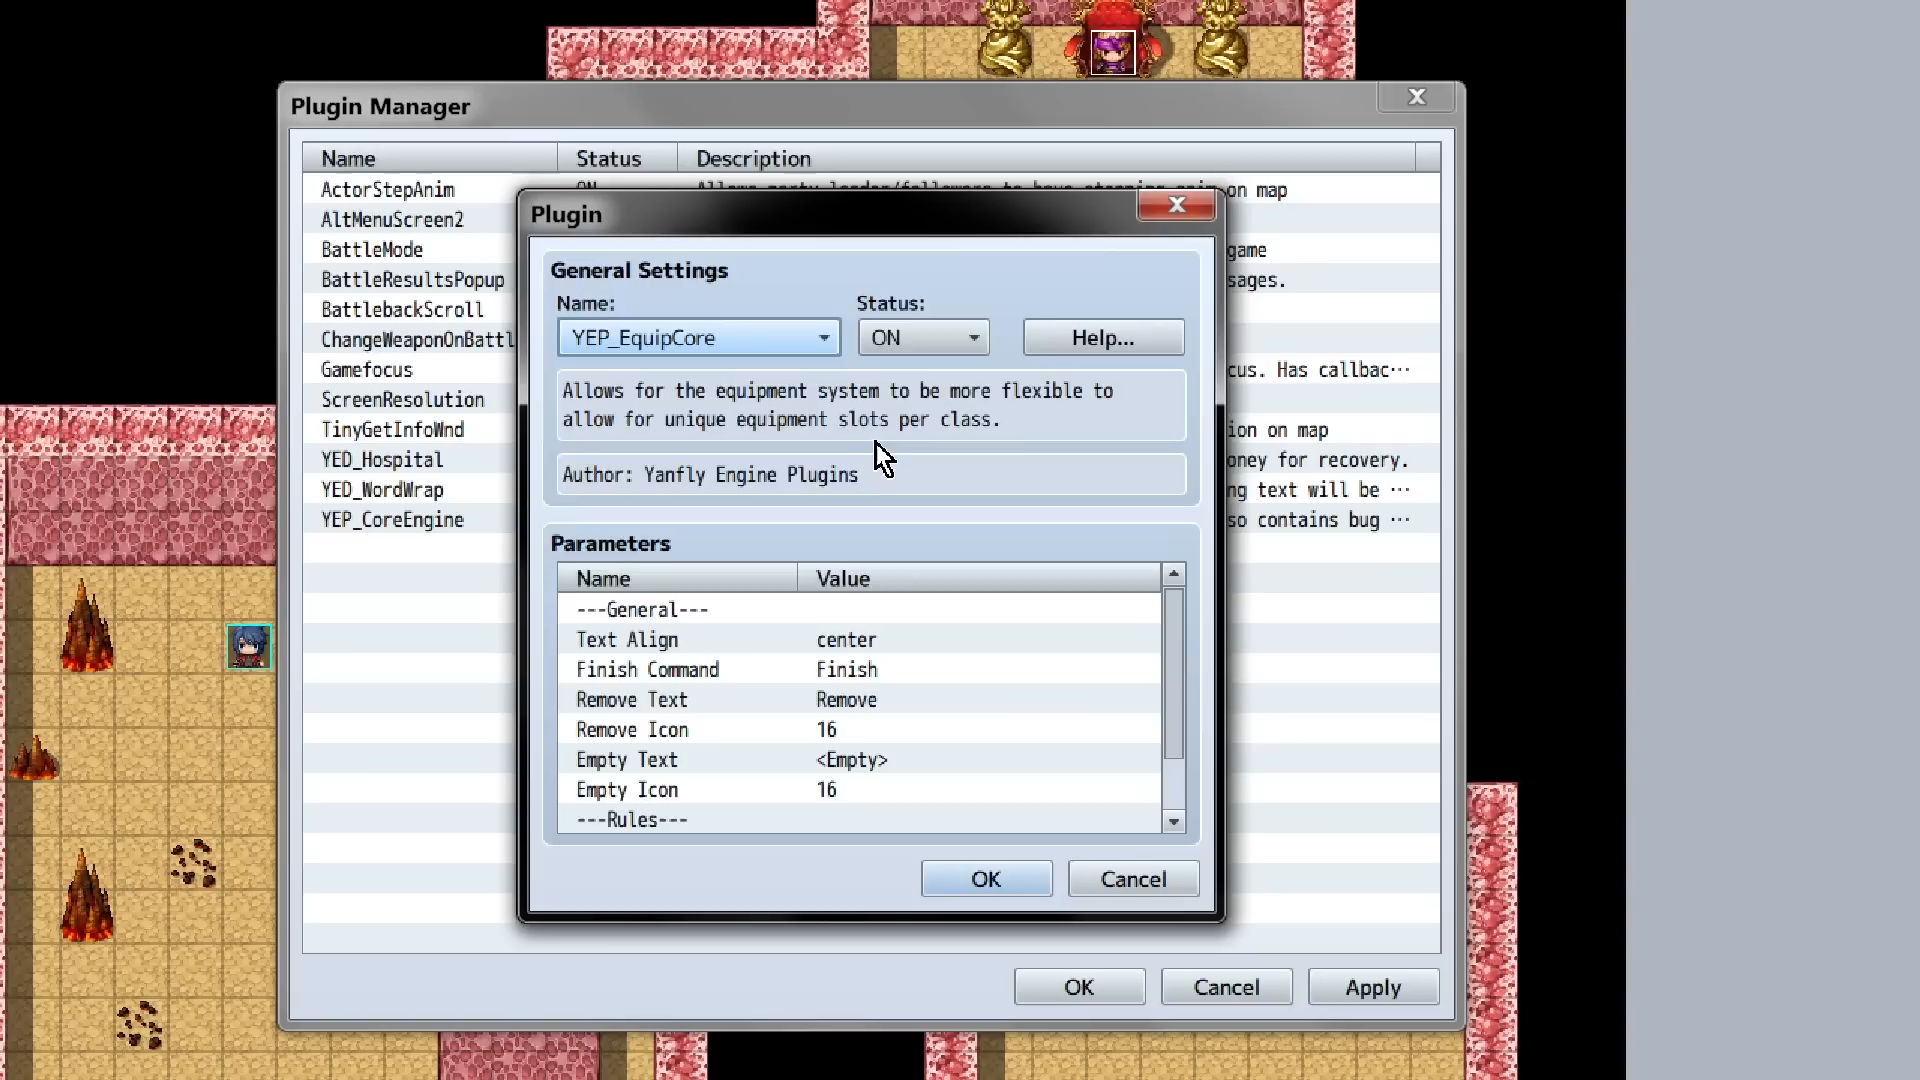 Plugin Manager
X
Name Status Description
ActorStepAnim
on map
AltMenuScreen2
BattleMode
game
BattleResultsPopup
sages.
BattlebackScroll
ChangeWeaponOnBattl
Gamefocus
cus. Has callbac…
ScreenResolution
TinyGetInfoWnd
ion on map
YED_Hospital
oney for recovery.
YED_WordWrap
ng text will be …
YEP_CoreEngine
so contains bug …
Plugin
X
General Settings
Name: Status:
YEP_EquipCore ON Help...
Allows for the equipment system to be more flexible to
allow for unique equipment slots per class.
Author: Yanfly Engine Plugins
Parameters
Name Value
---General---
Text Align center
Finish Command Finish
Remove Text Remove
Remove Icon 16
Empty Text <Empty>
Empty Icon 16
---Rules---
OK Cancel
OK Cancel Apply